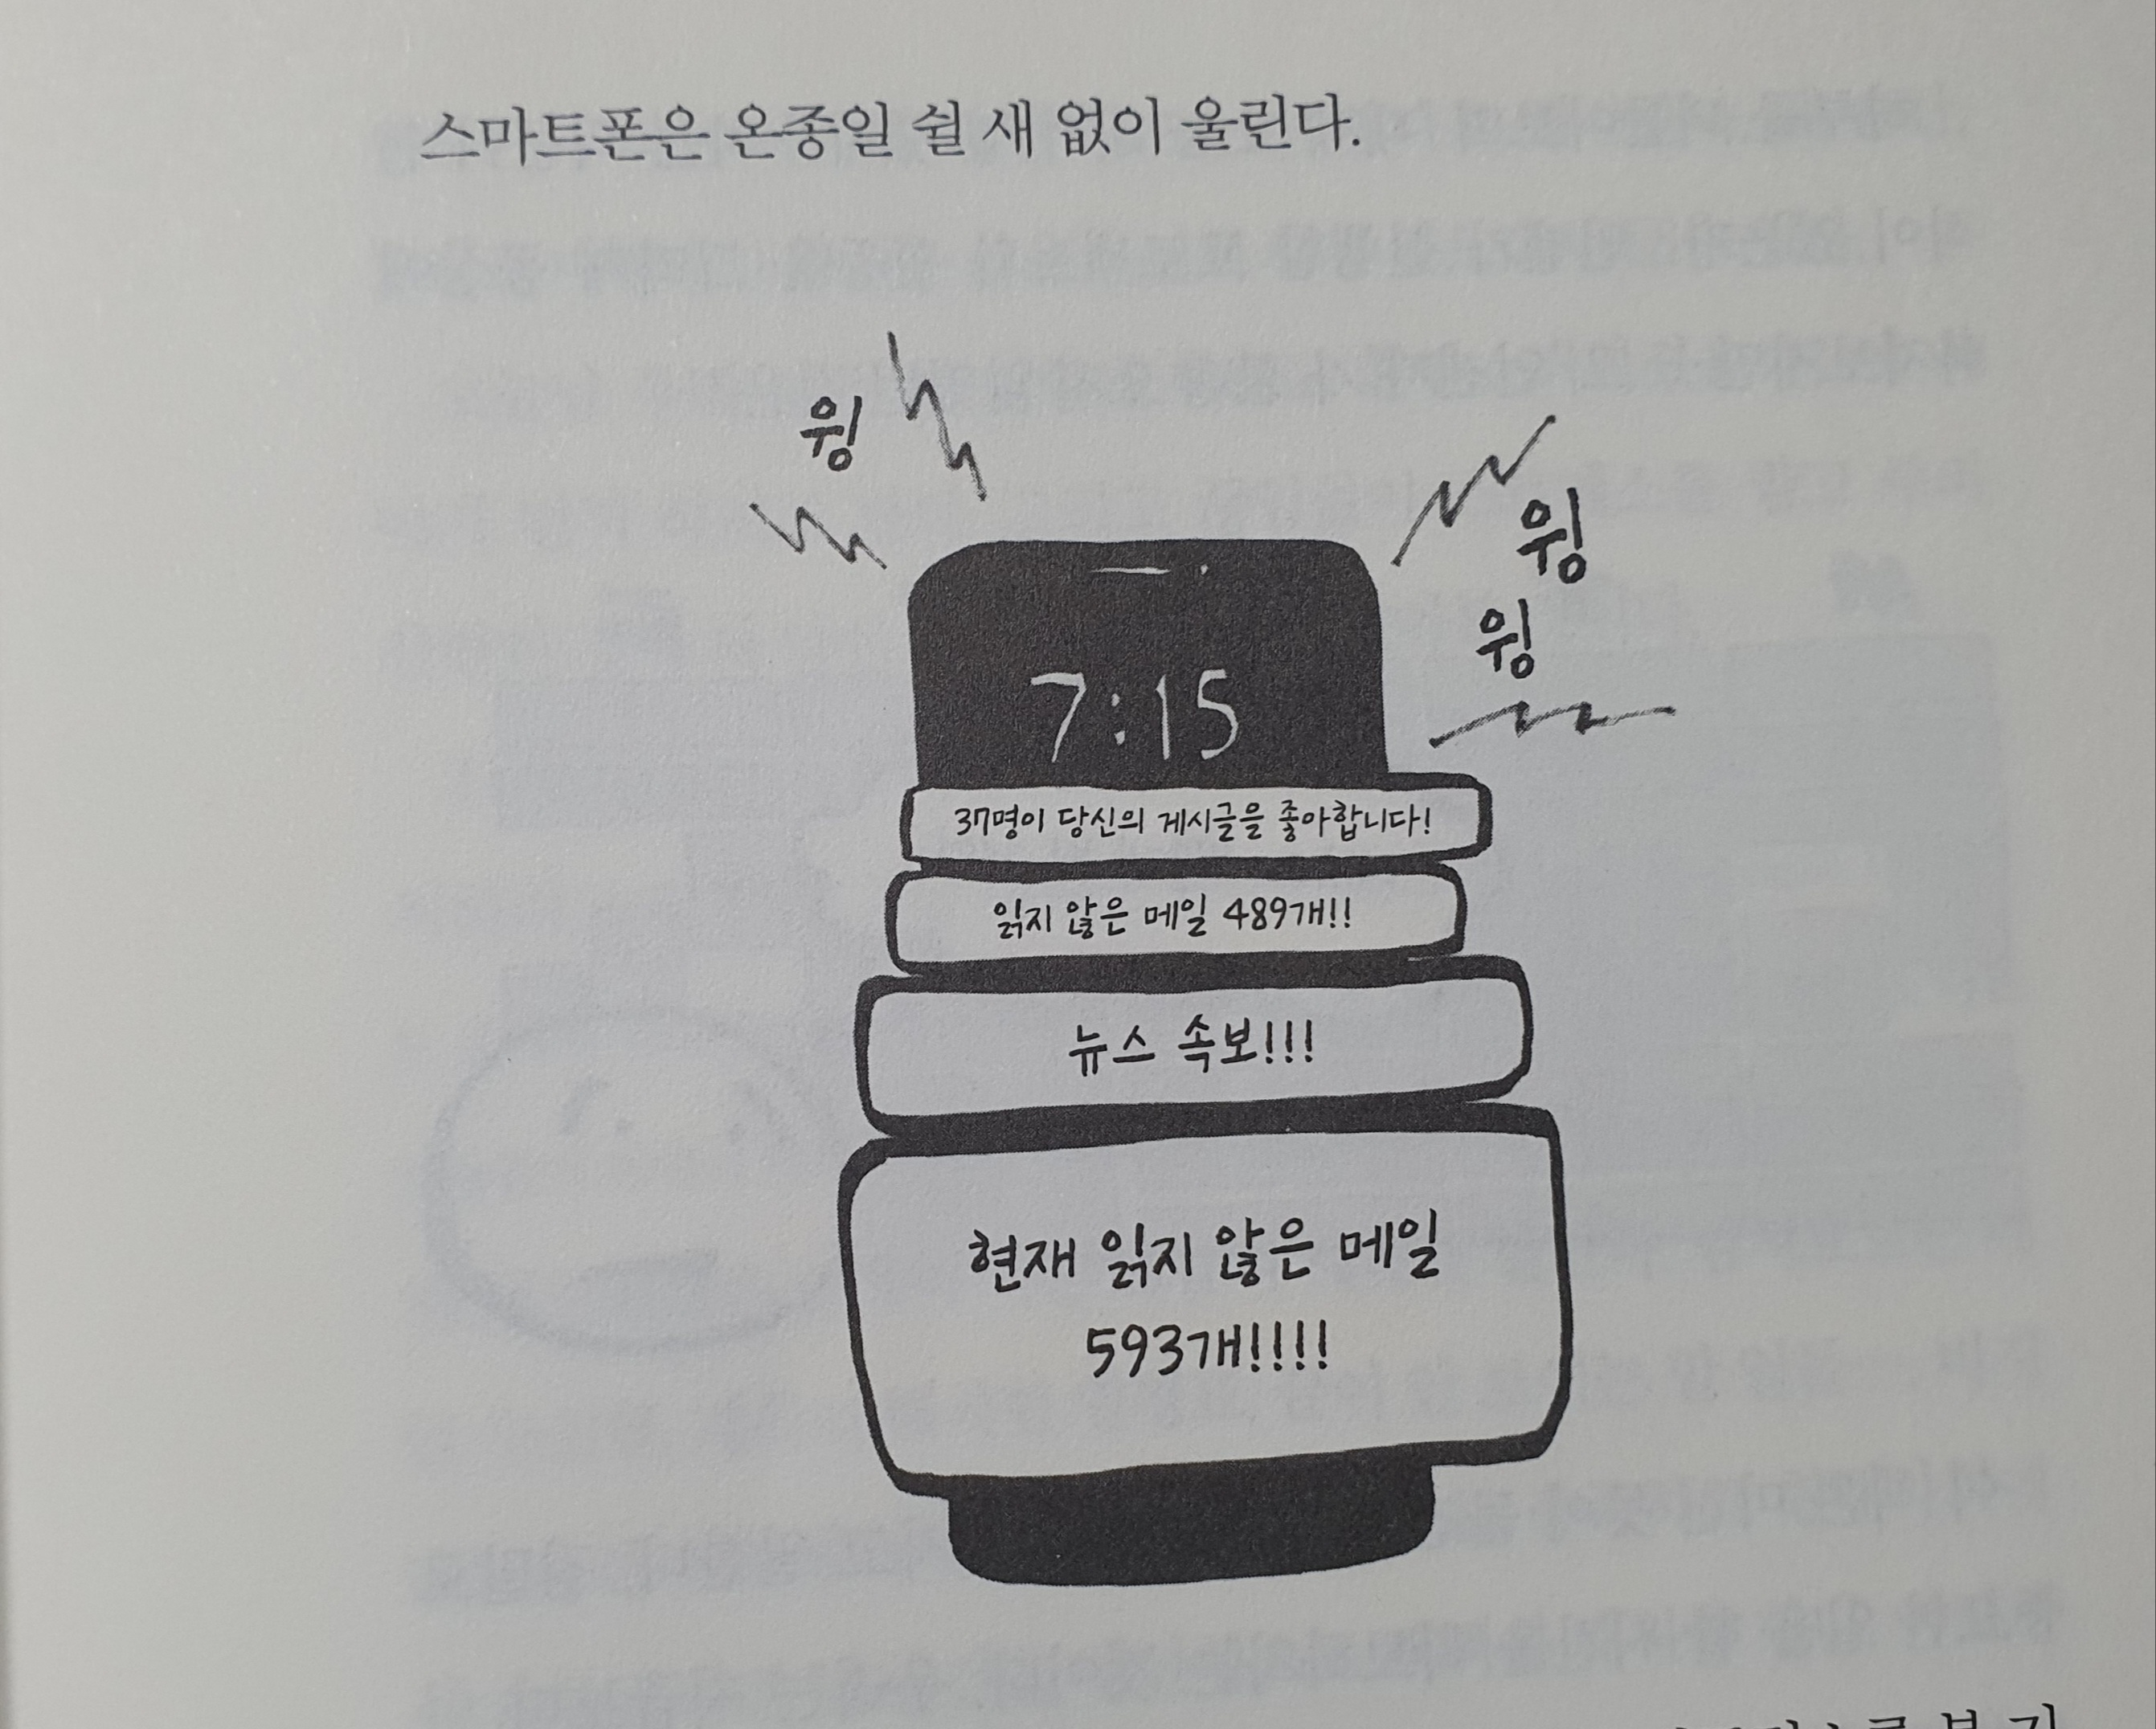 스마트폰은 온종일 쉴 새 없이 울린다.
윙
윙
윙
7:15
37명이 당신의 게시글을 좋아합니다!
읽지 않은 메일 489개!!
뉴스 속보!!!
현재 읽지 않은 메일
593개!!!!